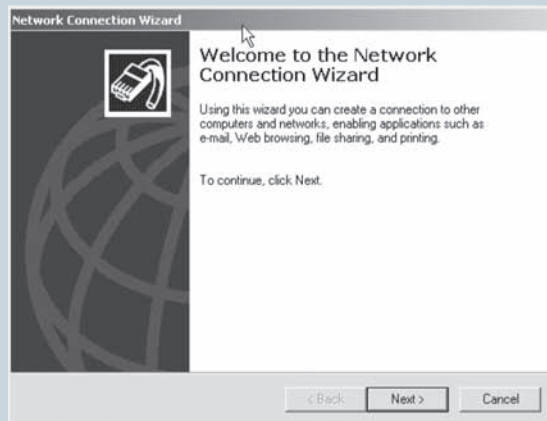 Network Connection Wizard
Welcome to the Network
Connection Wizard
Using this wizard you can create a connection to other
computers and networks, enabling applications such as
e-mail, Web browsing, file sharing, and printing.
To continue, click Next.
< Back
Next >
Cancel